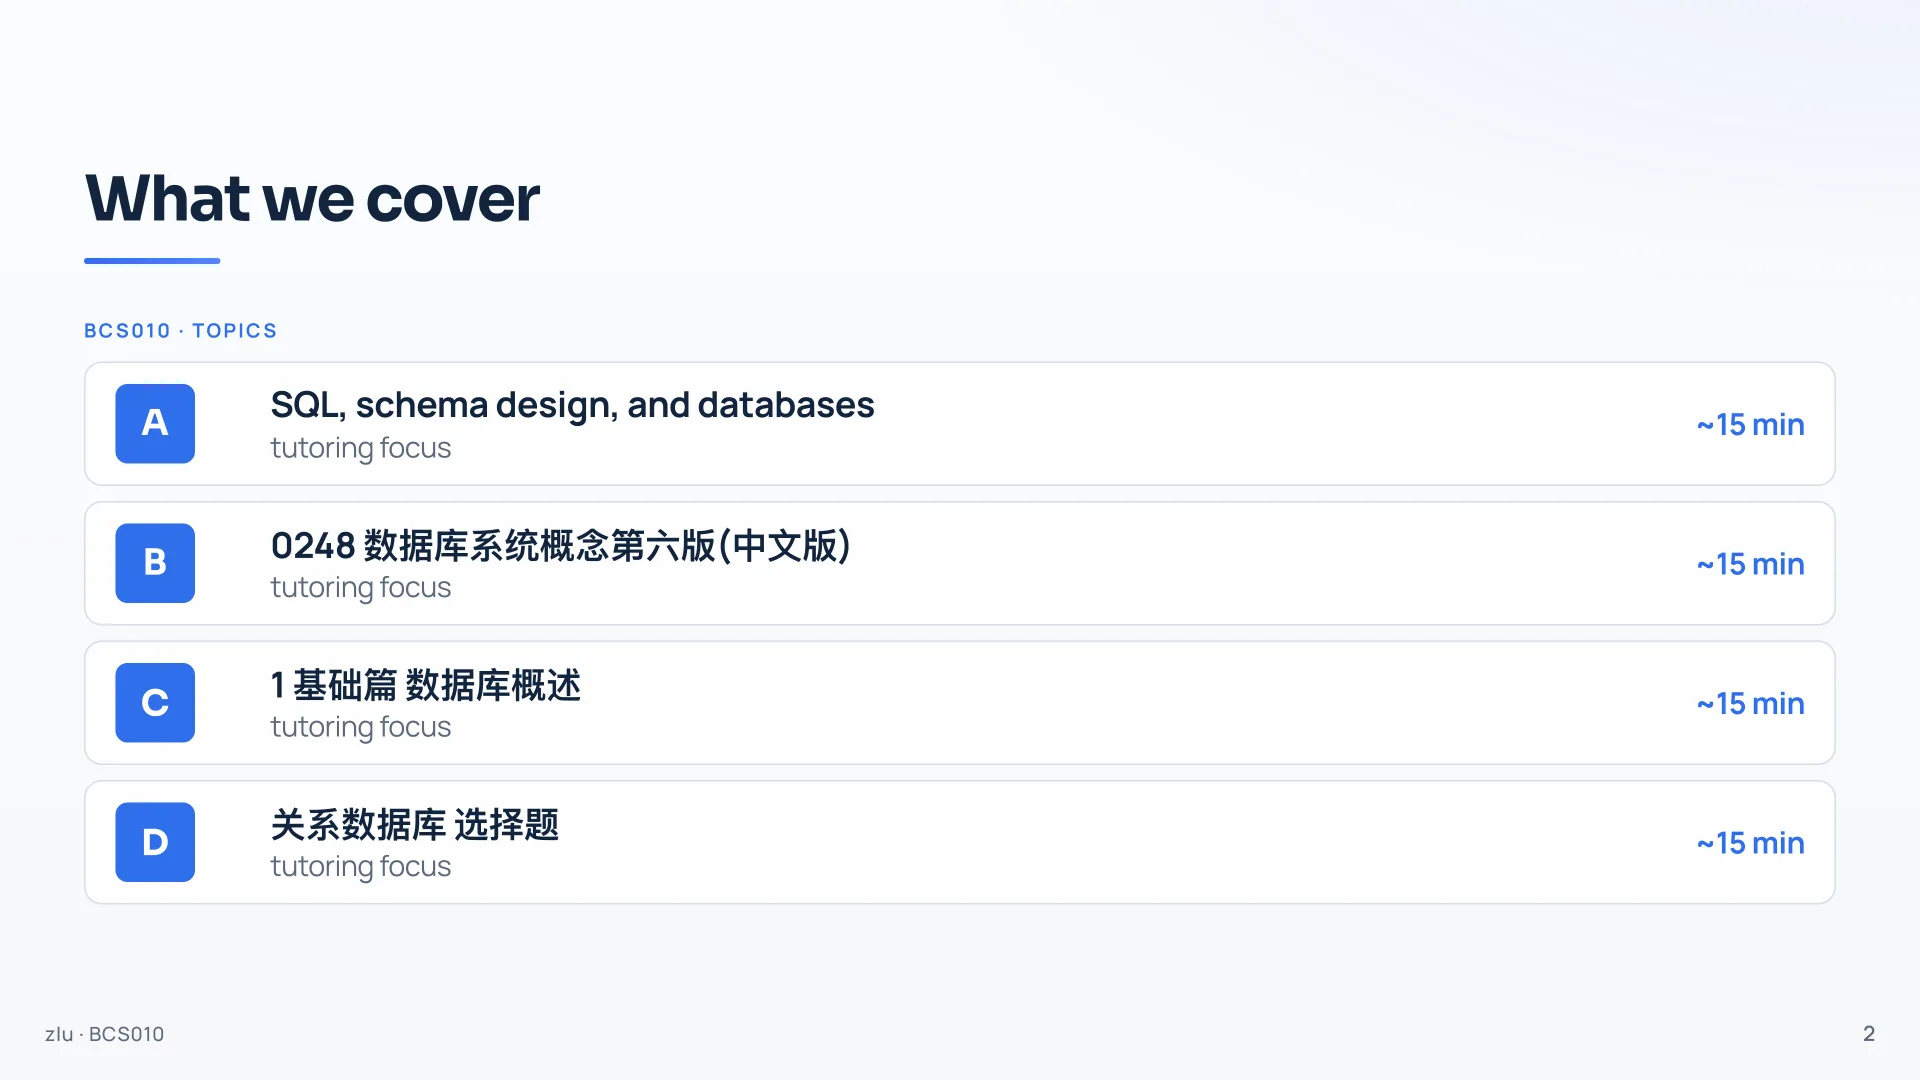 What we cover
BCS010 · TOPICS
A
SQL, schema design, and databases
tutoring focus
~15 min
B
0248 数据库系统概念第六版(中文版)
tutoring focus
~15 min
C
1 基础篇 数据库概述
tutoring focus
~15 min
D
关系数据库 选择题
tutoring focus
~15 min
zlu · BCS010
2